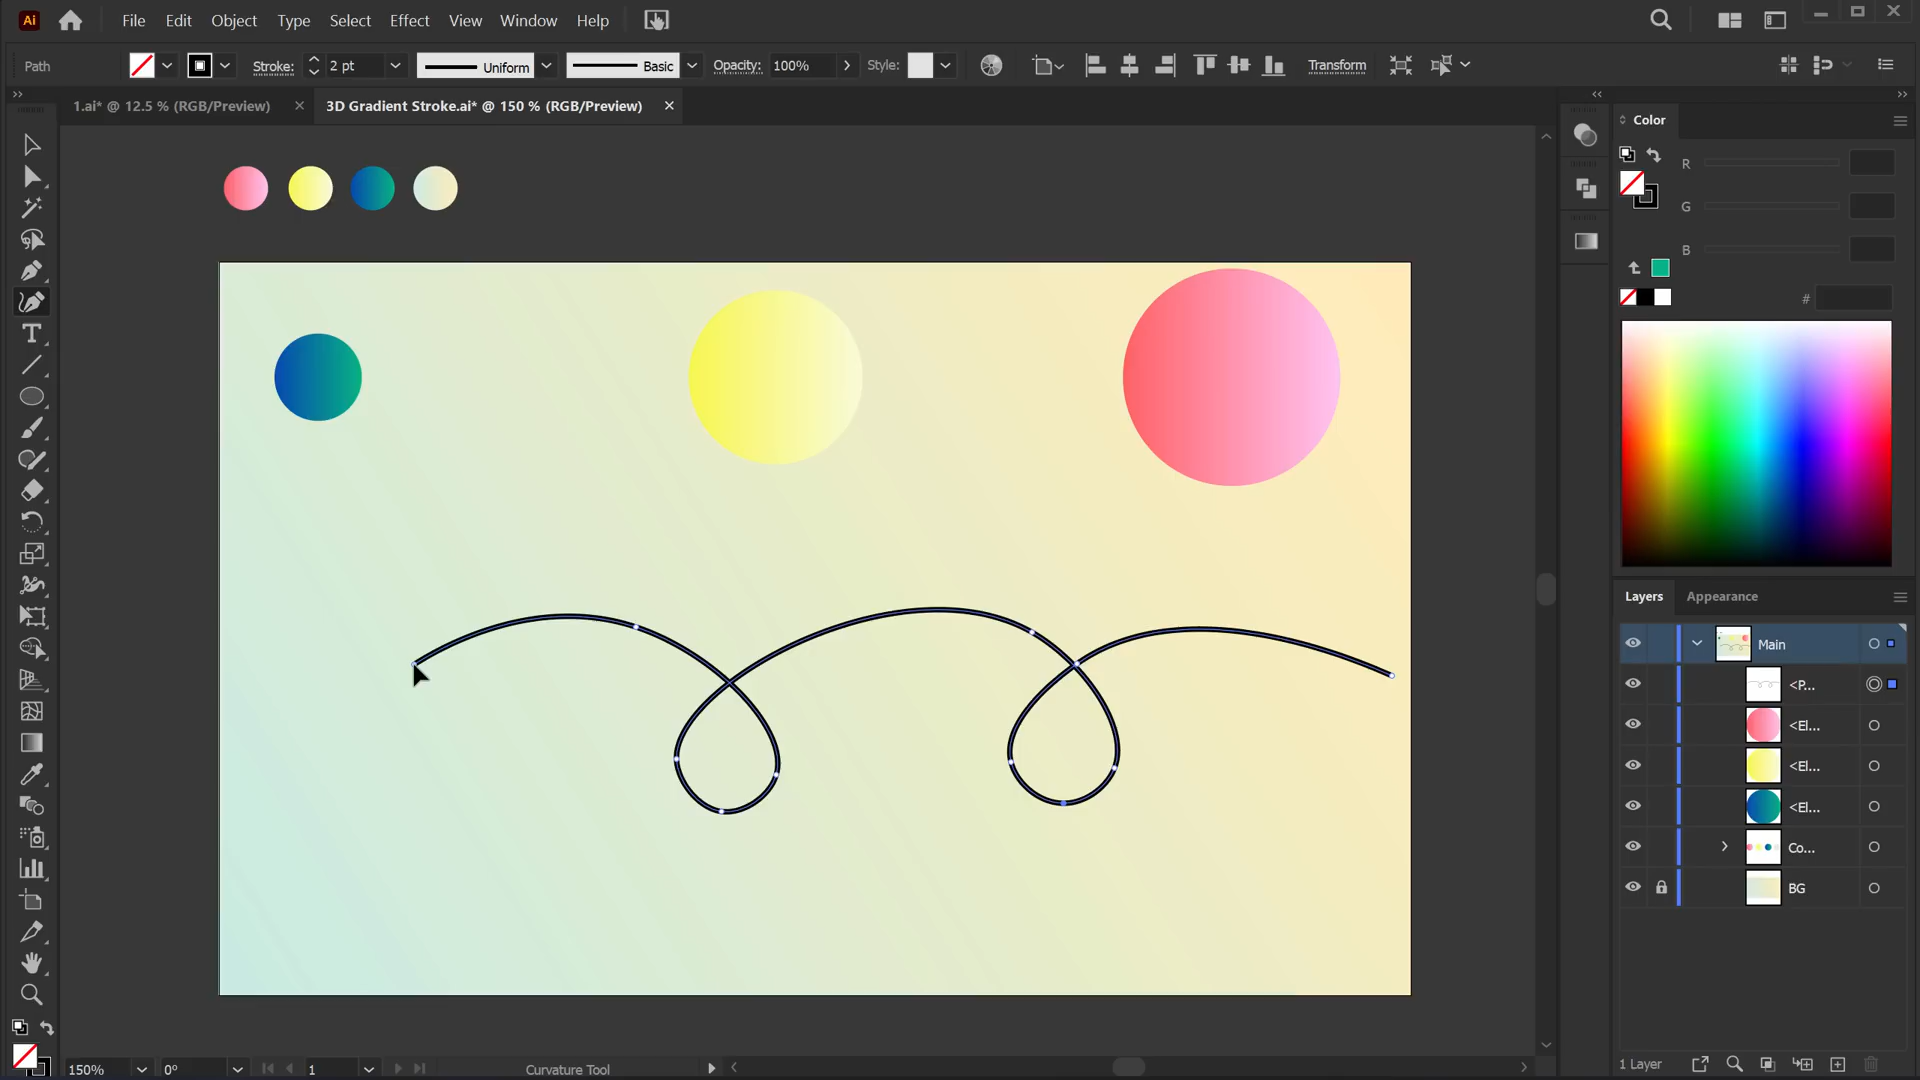 Ai File Edit Object Type Select Effect View Window Help
Path Stroke: 2 pt Uniform Basic Opacity: 100% Style: Transform
1.ai* @ 12.5 % (RGB/Preview) 3D Gradient Stroke.ai* @ 150 % (RGB/Preview)
Color
R
G
B
#
Layers Appearance
Main
<P...
<El...
<El...
<El...
Co...
BG
1 Layer
150% 0° 1 Curvature Tool